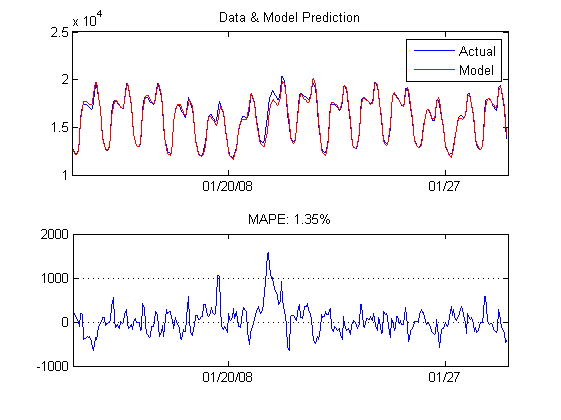 Data & Model Prediction
x 10^4
2.5
2
1.5
1
Actual
Model
01/20/08
01/27
MAPE: 1.35%
2000
1000
0
-1000
01/20/08
01/27